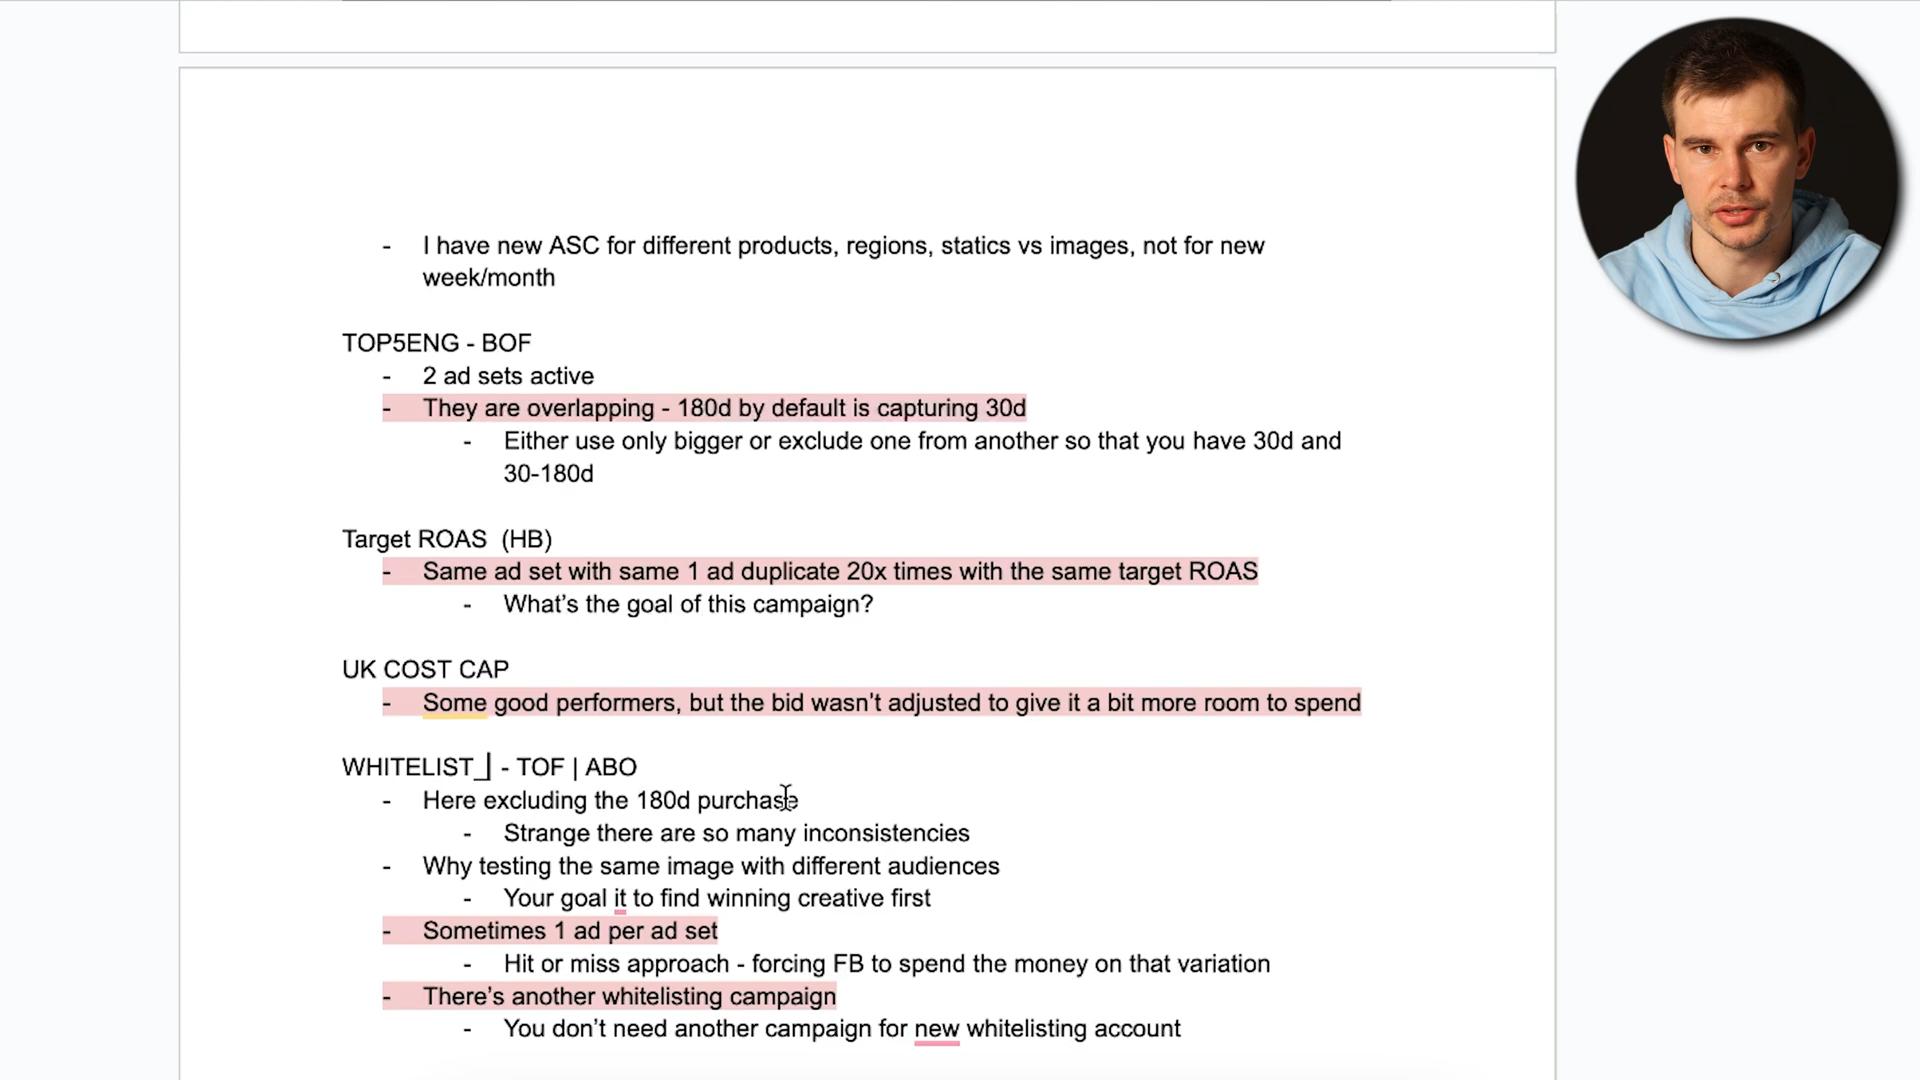 - I have new ASC for different products, regions, statics vs images, not for new
week/month
TOP5ENG - BOF
- 2 ad sets active
- They are overlapping - 180d by default is capturing 30d
- Either use only bigger or exclude one from another so that you have 30d and
30-180d
Target ROAS (HB)
- Same ad set with same 1 ad duplicate 20x times with the same target ROAS
- What's the goal of this campaign?
UK COST CAP
- Some good performers, but the bid wasn't adjusted to give it a bit more room to spend
WHITELIST_| - TOF | ABO
- Here excluding the 180d purchase
- Strange there are so many inconsistencies
- Why testing the same image with different audiences
- Your goal it to find winning creative first
- Sometimes 1 ad per ad set
- Hit or miss approach - forcing FB to spend the money on that variation
- There's another whitelisting campaign
- You don't need another campaign for new whitelisting account